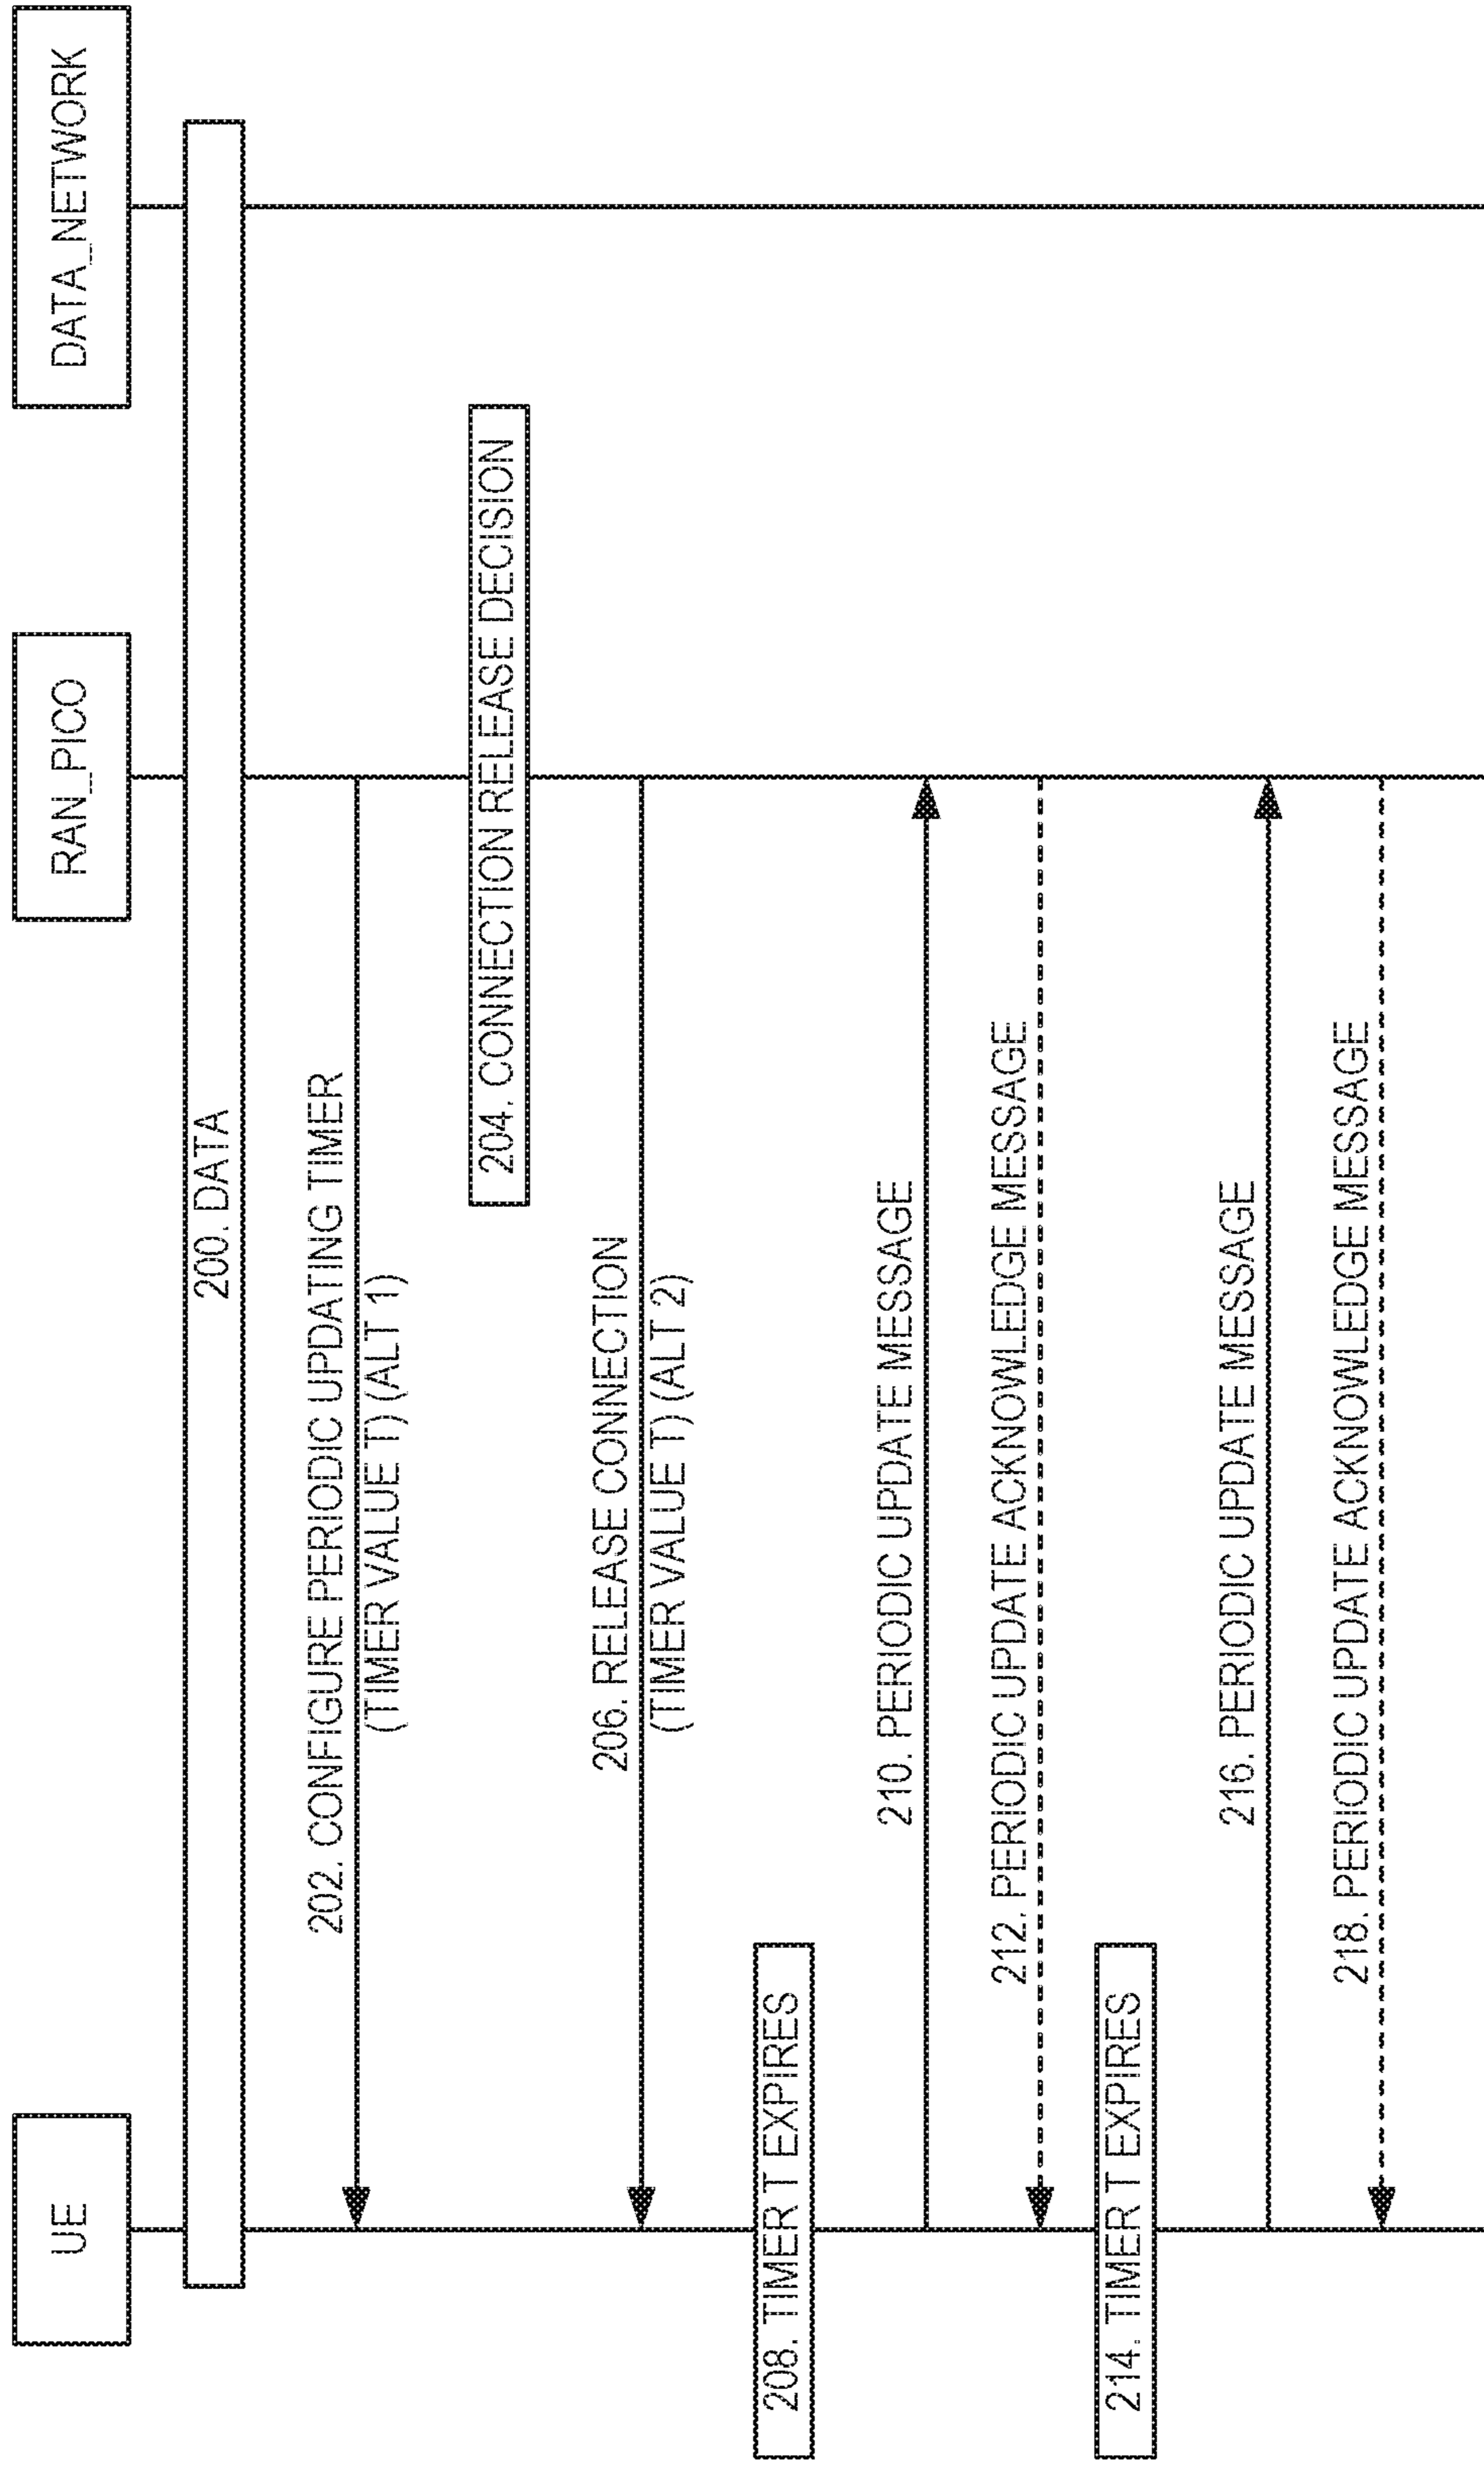 UE
RAN_PICO
DATA_NETWORK
200. DATA
202. CONFIGURE PERIODIC UPDATING TIMER
(TIMER VALUE T) (ALT 1)
204. CONNECTION RELEASE DECISION
206. RELEASE CONNECTION
(TIMER VALUE T) (ALT 2)
208. TIMER T EXPIRES
210. PERIODIC UPDATE MESSAGE
212. PERIODIC UPDATE ACKNOWLEDGE MESSAGE
214. TIMER T EXPIRES
216. PERIODIC UPDATE MESSAGE
218. PERIODIC UPDATE ACKNOWLEDGE MESSAGE